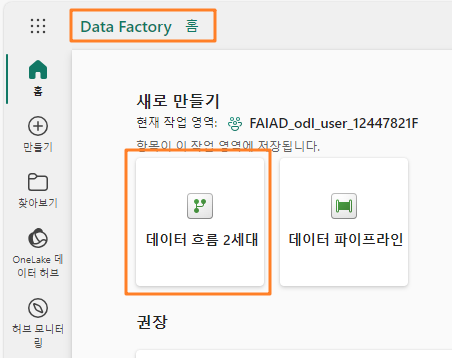 Data Factory 홈
홈
만들기
찾아보기
OneLake 데
이터 허브
허브 모니터
링
새로 만들기
현재 작업 영역: FAIAD_odl_user_12447821F
항목이 이 작업 영역에 저장됩니다.
데이터 흐름 2세대
데이터 파이프라인
권장